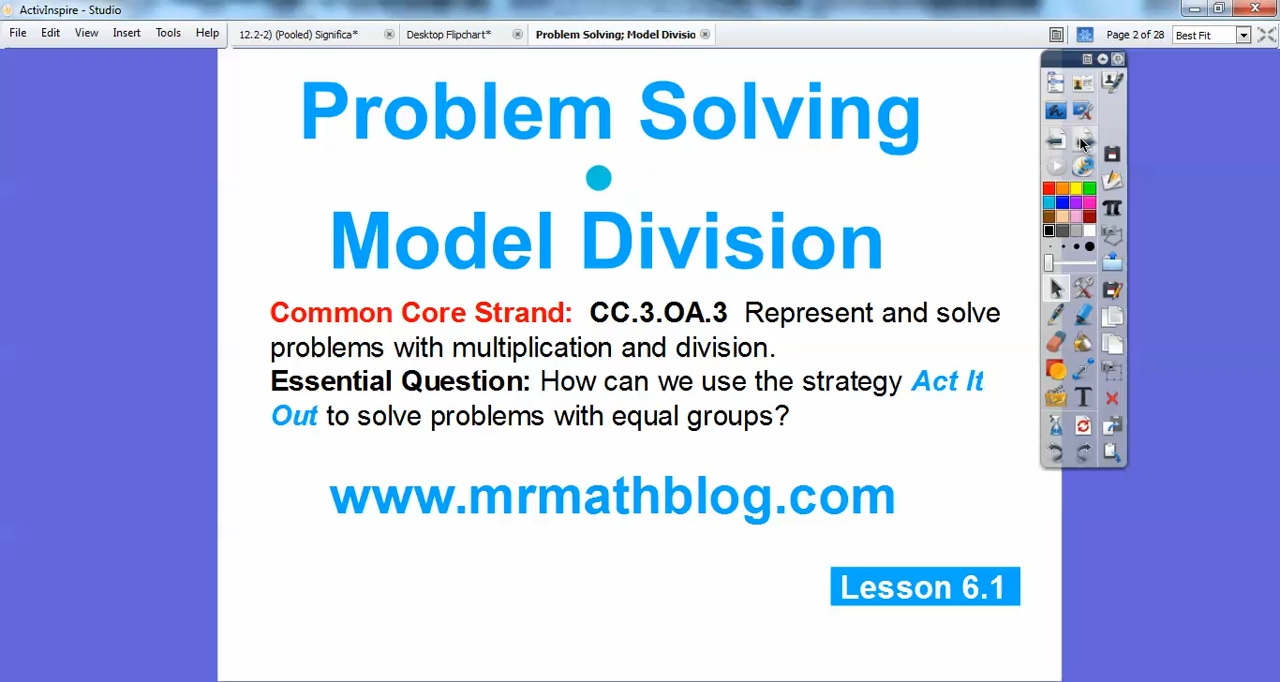 ActivInspire - Studio
File Edit View Insert Tools Help
12.2-2) (Pooled) Significa* Desktop Flipchart* Problem Solving; Model Divisio
Page 2 of 28 Best Fit
Problem Solving
•
Model Division
Common Core Strand: CC.3.OA.3 Represent and solve
problems with multiplication and division.
Essential Question: How can we use the strategy Act It
Out to solve problems with equal groups?
www.mrmathblog.com
Lesson 6.1